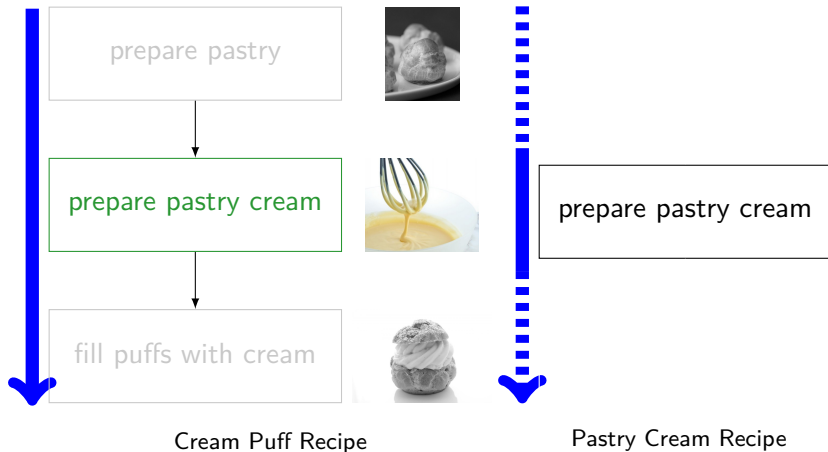 prepare pastry
prepare pastry cream
prepare pastry cream
fill puffs with cream
Cream Puff Recipe
Pastry Cream Recipe